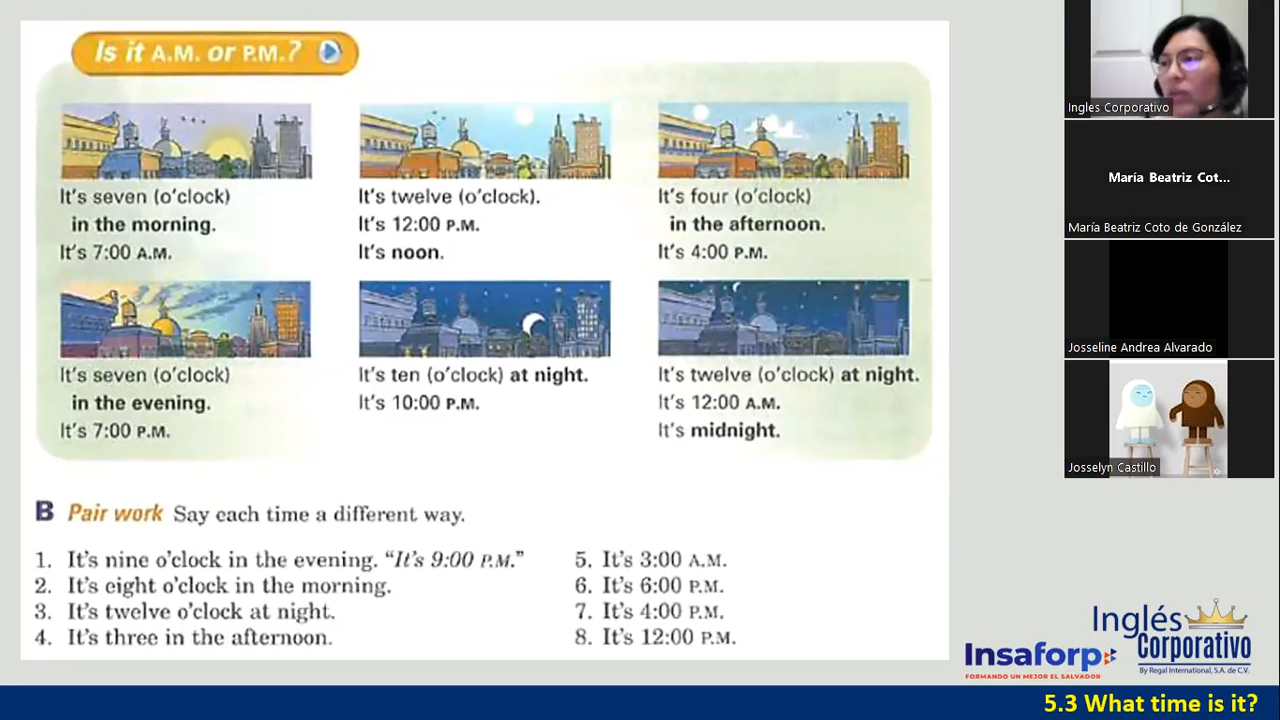 Is it A.M. or P.M.?
It's seven (o'clock)
in the morning.
It's 7:00 A.M.
It's twelve (o'clock).
It's 12:00 P.M.
It's noon.
It's four (o'clock)
in the afternoon.
It's 4:00 P.M.
It's seven (o'clock)
in the evening.
It's 7:00 P.M.
It's ten (o'clock) at night.
It's 10:00 P.M.
It's twelve (o'clock) at night.
It's 12:00 A.M.
It's midnight.
B Pair work Say each time a different way.
1. It's nine o'clock in the evening. "It's 9:00 P.M."
2. It's eight o'clock in the morning.
3. It's twelve o'clock at night.
4. It's three in the afternoon.
5. It's 3:00 A.M.
6. It's 6:00 P.M.
7. It's 4:00 P.M.
8. It's 12:00 P.M.
Ingles Corporativo
María Beatriz Cot...
María Beatriz Coto de González
Josseline Andrea Alvarado
Josselyn Castillo
Insaforp
FORMANDO UN MEJOR EL SALVADOR
Inglés
Corporativo
By Regal International, S.A. de C.V.
5.3 What time is it?